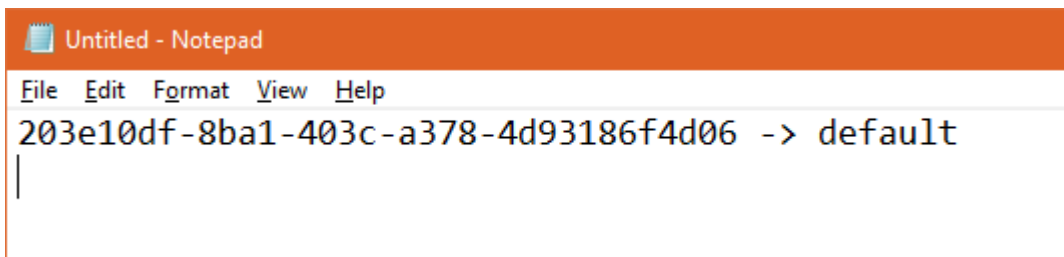 Untitled - Notepad
File Edit Format View Help
203e10df-8ba1-403c-a378-4d93186f4d06 -> default